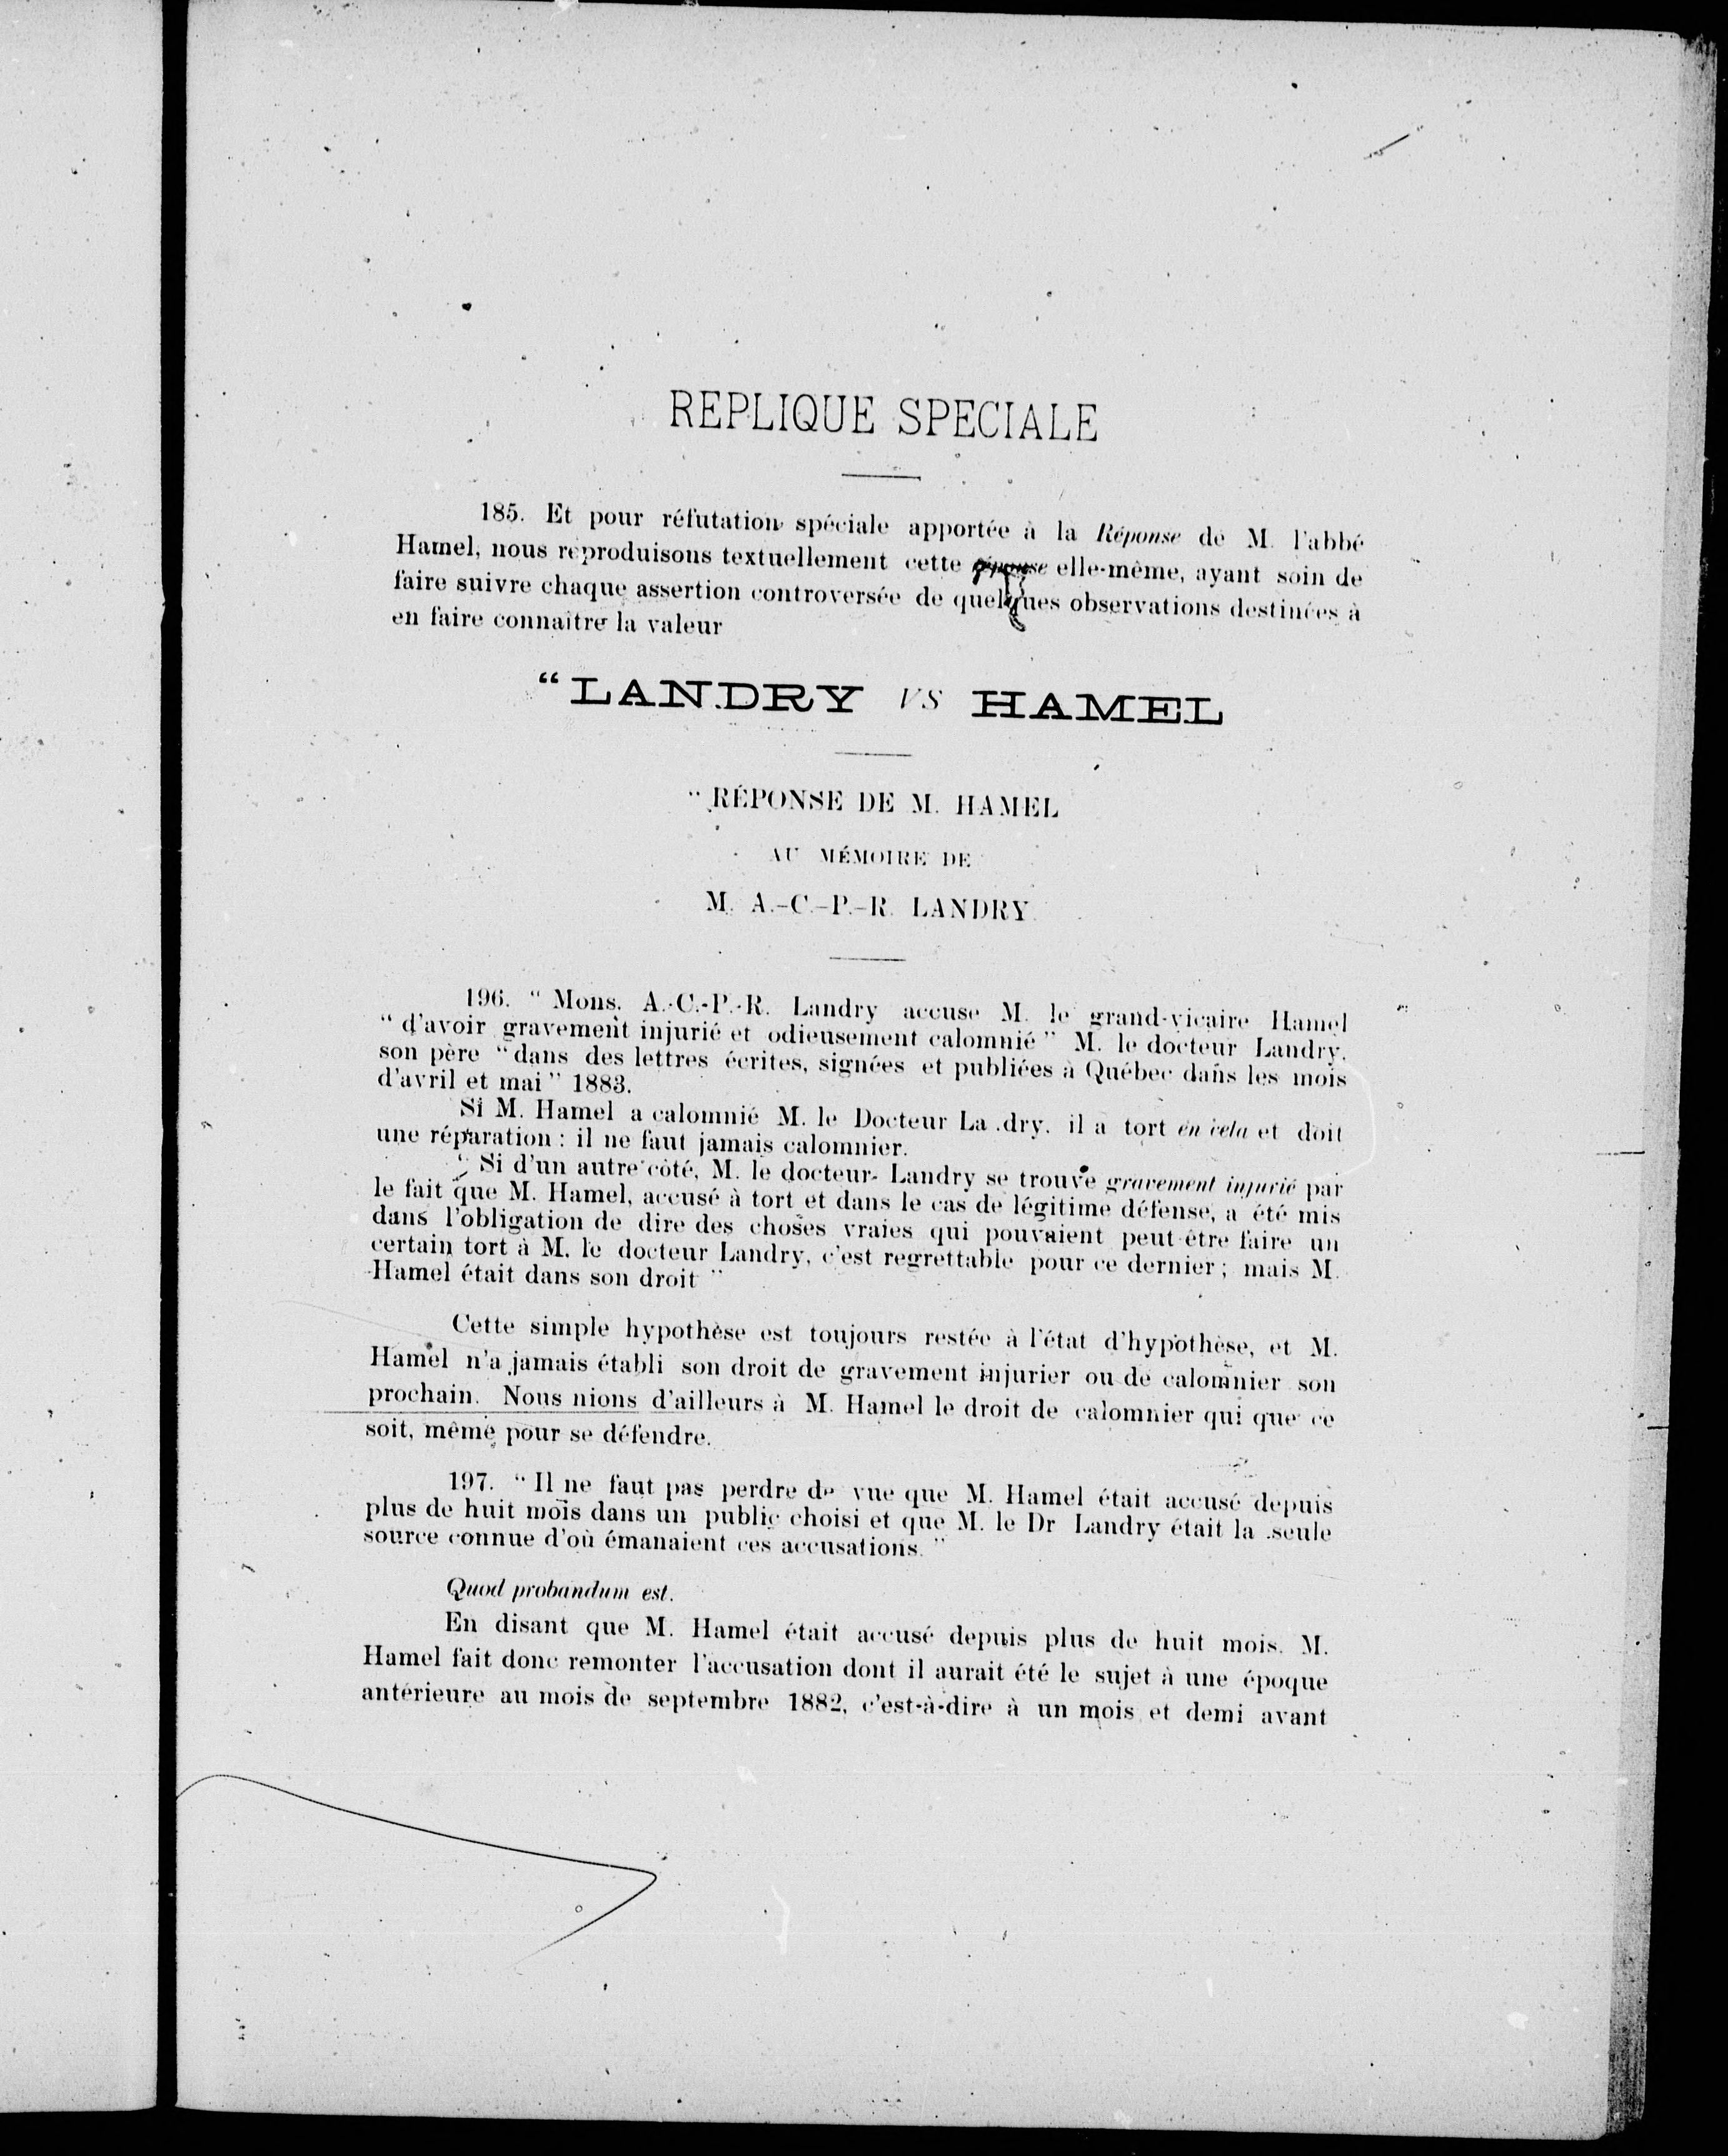 REPLIQUE SPECIALE
185. Et pour réfutation spéciale apportée à la Réponse de M. l'abbé
Hamel, nous reproduisons textuellement cette réponse elle-même, ayant soin de
faire suivre chaque assertion controversée de quelques observations destinées à
en faire connaître la valeur
“LANDRY VS HAMEL
“ RÉPONSE DE M. HAMEL
AU MÉMOIRE DE
M. A.-C.-P.-R. LANDRY
196. “ Mons. A.-C.-P.-R. Landry accuse M. le grand-vicaire Hamel
“ d'avoir gravement injurié et odieusement calomnié ” M. le docteur Landry,
son père “ dans des lettres écrites, signées et publiées à Québec dans les mois
d'avril et mai ” 1883.
Si M. Hamel a calomnié M. le Docteur La .dry, il a tort en cela et doit
une réparation : il ne faut jamais calomnier.
Si d'un autre côté, M. le docteur Landry se trouve gravement injurié par
le fait que M. Hamel, accusé à tort et dans le cas de légitime défense, a été mis
dans l'obligation de dire des choses vraies qui pouvaient peut-être faire un
certain tort à M. le docteur Landry, c'est regrettable pour ce dernier ; mais M.
Hamel était dans son droit ”
Cette simple hypothèse est toujours restée à l'état d'hypothèse, et M.
Hamel n'a jamais établi son droit de gravement injurier ou de calomnier son
prochain. Nous nions d'ailleurs à M. Hamel le droit de calomnier qui que ce
soit, même pour se défendre.
197. “ Il ne faut pas perdre de vue que M. Hamel était accusé depuis
plus de huit mois dans un public choisi et que M. le Dr Landry était la seule
source connue d'où émanaient ces accusations. ”
Quod probandum est.
En disant que M. Hamel était accusé depuis plus de huit mois. M.
Hamel fait donc remonter l'accusation dont il aurait été le sujet à une époque
antérieure au mois de septembre 1882, c'est-à-dire à un mois et demi avant